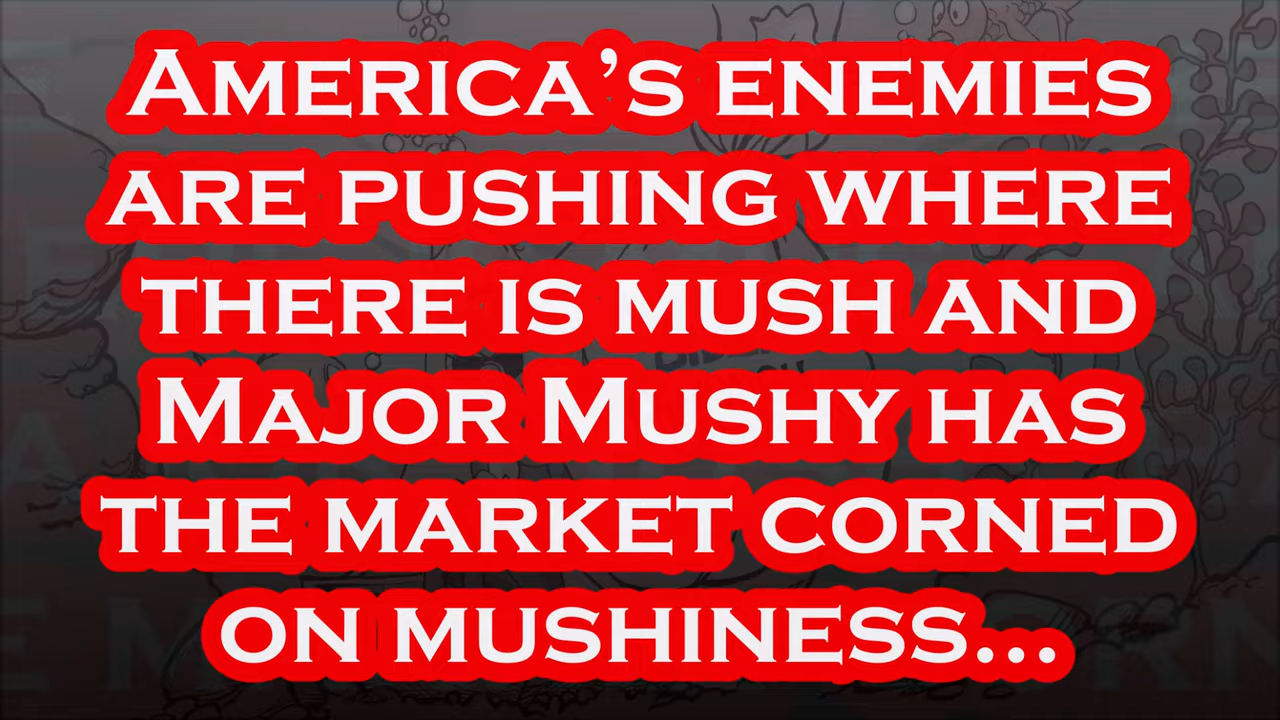 America’s enemies
are pushing where
there is mush and
Major Mushy has
the market corned
on mushiness...